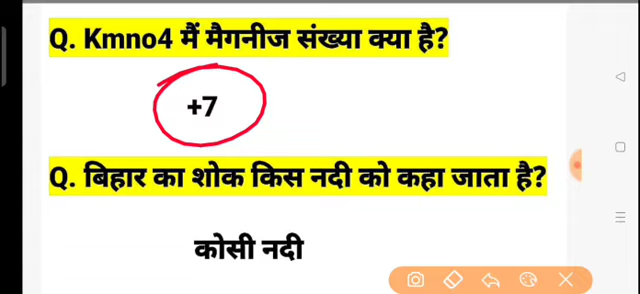 Q. Kmno4 मैं मैगनीज संख्या क्या है?
+7
Q. बिहार का शोक किस नदी को कहा जाता है?
कोसी नदी